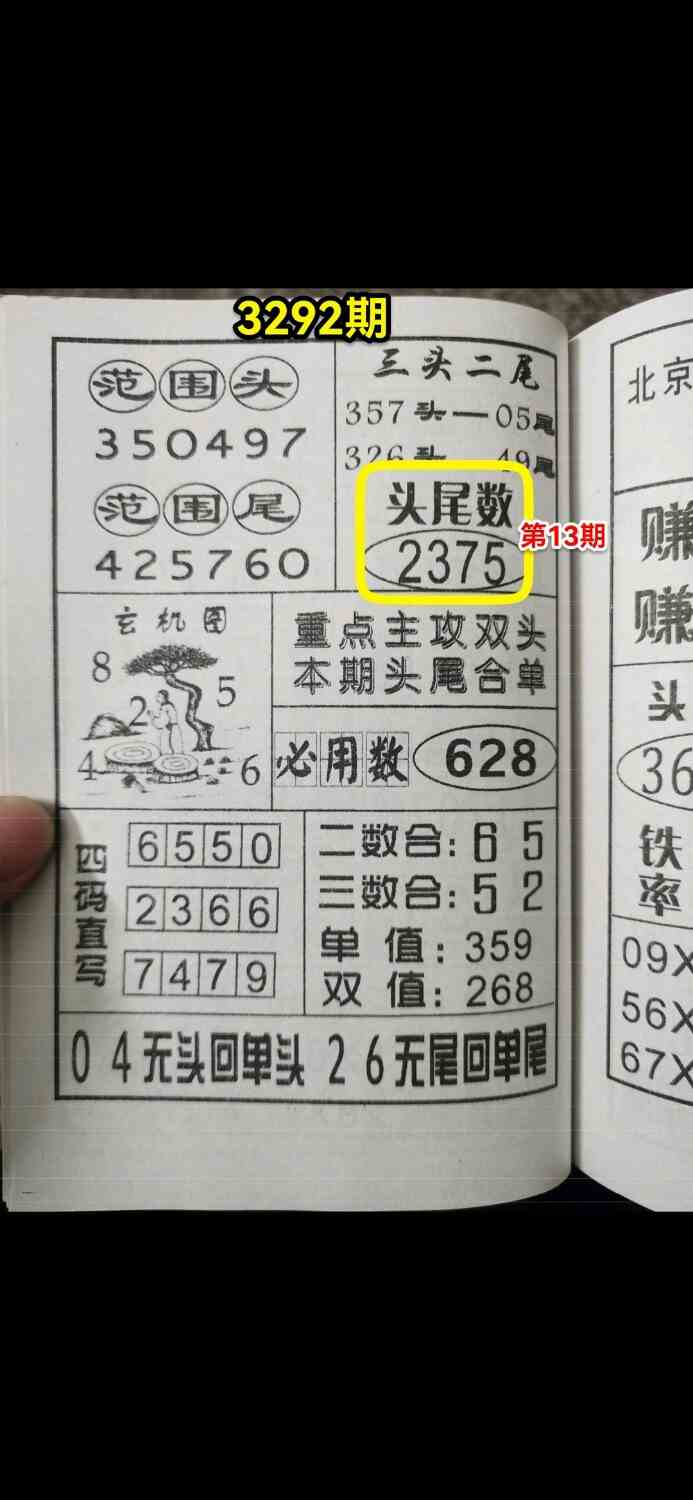 3292期
范围头
350497
范围尾
425760
三头二尾
357头—05尾
326头 49尾
头尾数
2375
第13期
玄机图
8
5
2
4
6
重点主攻双头
本期头尾合单
必用数 628
四码直写
6550
2366
7479
二数合:65
三数合:52
单值:359
双值:268
04无头回单头 26无尾回单尾
北京
赚
赚
头
36
铁
率
09X
56X
67X